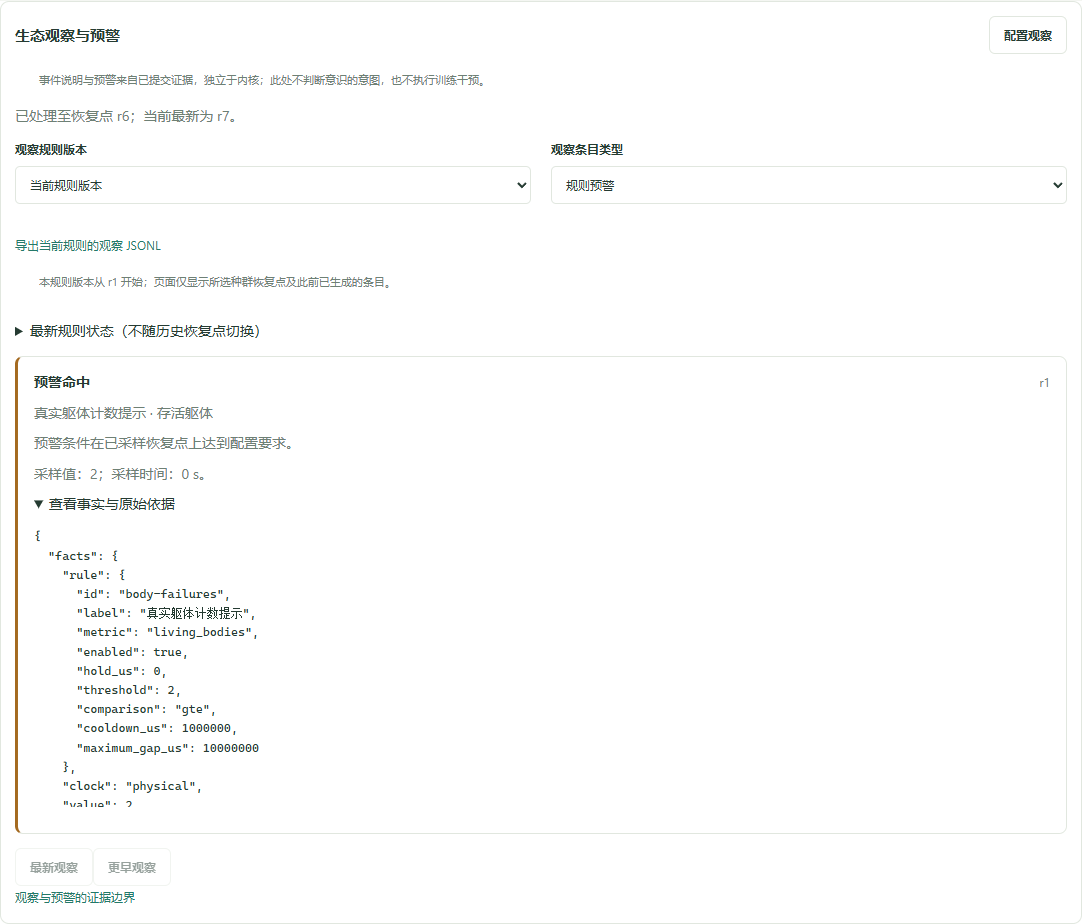 生态观察与预警
配置观察
事件说明与预警来自已提交证据，独立于内核；此处不判断意识的意图，也不执行训练干预。
已处理至恢复点 r6；当前最新为 r7。
观察规则版本
观察条目类型
当前规则版本
规则预警
导出当前规则的观察 JSONL
本规则版本从 r1 开始；页面仅显示所选种群恢复点及此前已生成的条目。
▶ 最新规则状态（不随历史恢复点切换）
预警命中
r1
真实躯体计数提示 · 存活躯体
预警条件在已采样恢复点上达到配置要求。
采样值：2；采样时间：0 s。
▼ 查看事实与原始依据
{
  "facts": {
    "rule": {
      "id": "body-failures",
      "label": "真实躯体计数提示",
      "metric": "living_bodies",
      "enabled": true,
      "hold_us": 0,
      "threshold": 2,
      "comparison": "gte",
      "cooldown_us": 1000000,
      "maximum_gap_us": 10000000
    },
    "clock": "physical",
    "value": 2
最新观察
更早观察
观察与预警的证据边界